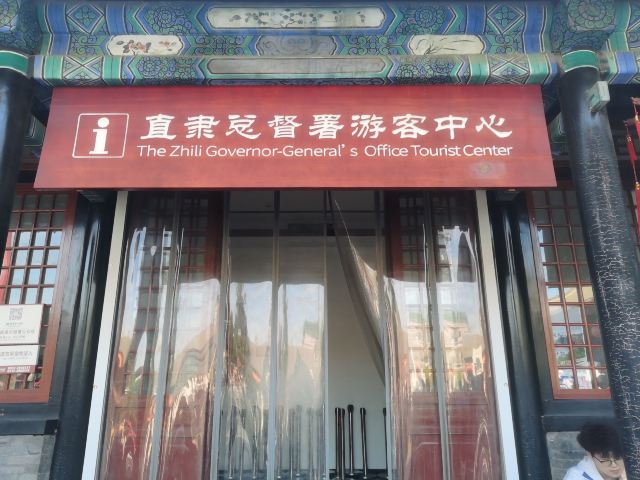 直隶总督署游客中心
The Zhili Governor-General's Office Tourist Center